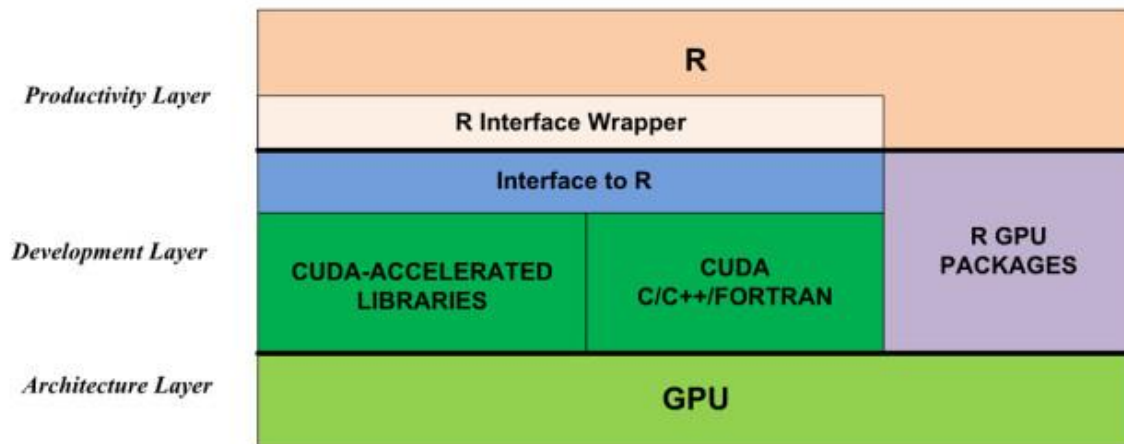 R
Productivity Layer
R Interface Wrapper
Interface to R
Development Layer
CUDA-ACCELERATED
LIBRARIES
CUDA
C/C++/FORTRAN
R GPU
PACKAGES
Architecture Layer
GPU